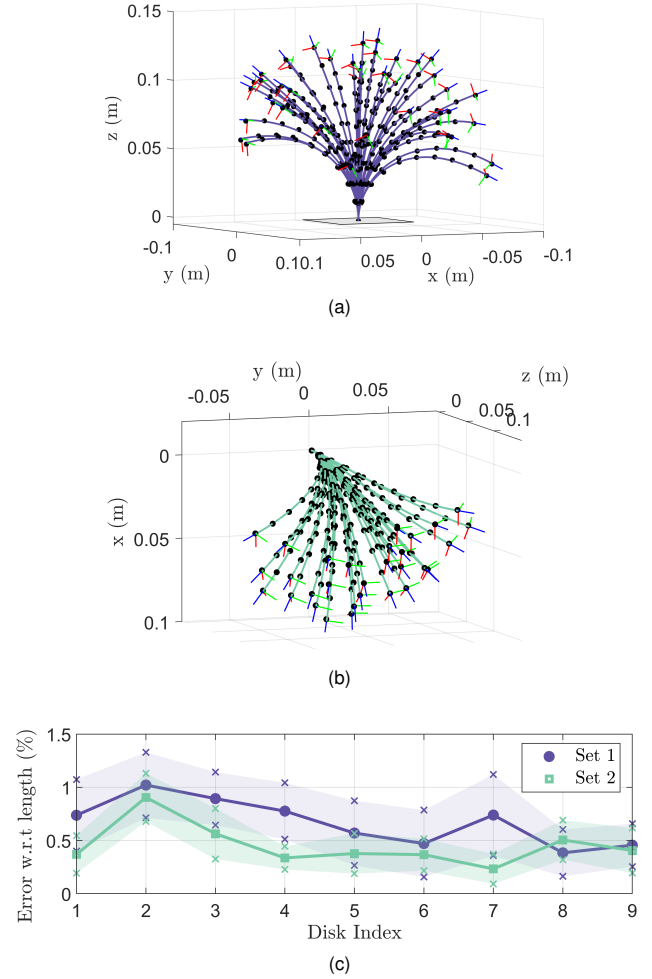 0.15
0.1
0.05
0
z (m)
-0.1
0
0.1
y (m)
0.1
0.05
0
-0.05
-0.1
x (m)
(a)
y (m)
z (m)
-0.05
0
0.05
0
0.05
0.1
0
0.05
0.1
x (m)
(b)
1.5
1
0.5
0
Error w.r.t length (%)
Set 1
Set 2
1 2 3 4 5 6 7 8 9
Disk Index
(c)